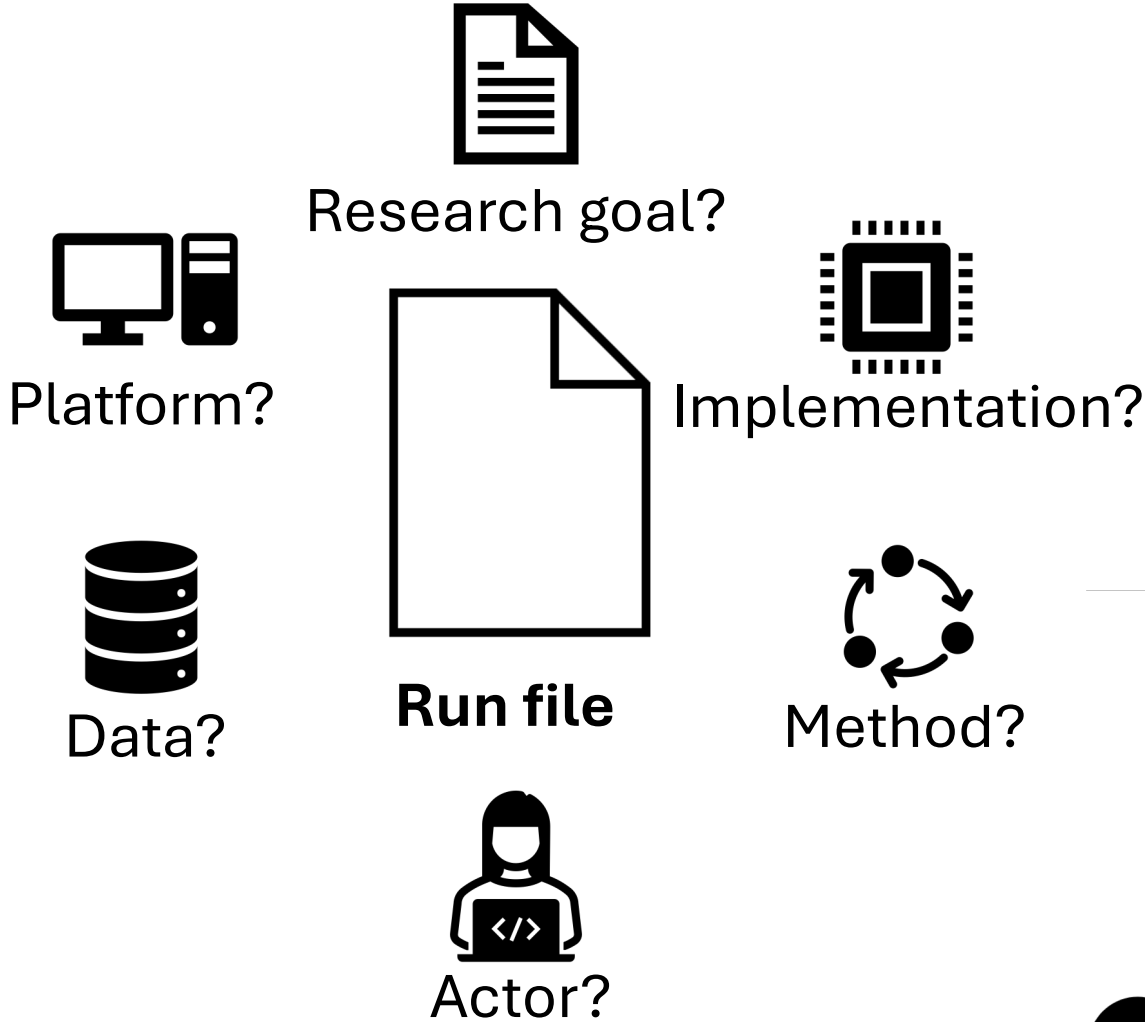 Research goal?
Platform?
Implementation?
Data?
Run file
Method?
</>
Actor?